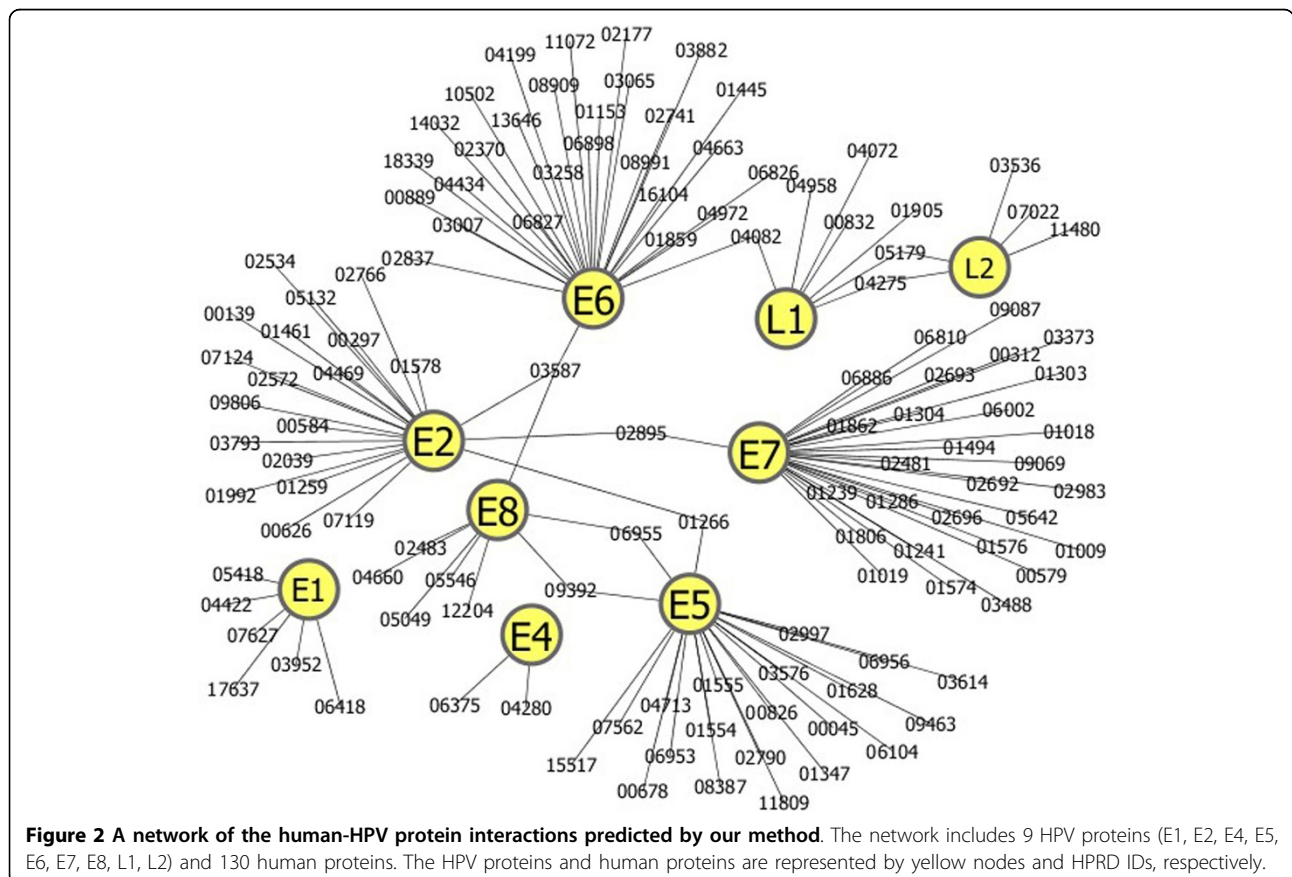 11072 02177
04199 03882
08909 03065
10502 01445
01153
14032 13646 02741
06898 04663
18339 02370 08991
04434 03258 06826
00889 16104 04958 04072
06827 04972 00832 03536
03007 01859 04082 01905 07022
02837 05179 11480
E6 L1 04275 L2
02534 02766
05132 09087
00139 01461 00297 06810 00312 03373
07124 01578 03587 06886 02693 01303
02572 04469
09806 00584 01304 06002
03793 E2 02895 E7 01862 01494 01018
02039 02481 09069
01992 01259 02692 02983
00626 07119 E8 01266 01239 01286 02696 05642
06955 01806 01241 01576 01009
02483
05418 04660 05546 01019 01574 00579
04422 E1 05049 12204 09392 E5 03488
07627 E4 02997
03952 06956
17637 06375 03576 01628 03614
06418 04280 01555
04713 00826 09463
07562 01554 00045
06953 02790 06104
15517 01347
00678 08387 11809
Figure 2 A network of the human-HPV protein interactions predicted by our method. The network includes 9 HPV proteins (E1, E2, E4, E5,
E6, E7, E8, L1, L2) and 130 human proteins. The HPV proteins and human proteins are represented by yellow nodes and HPRD IDs, respectively.